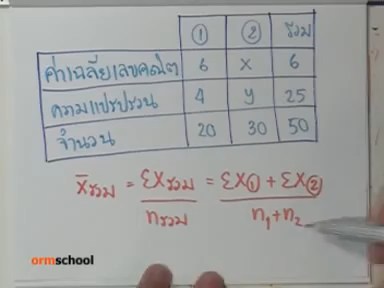 ① ② รวม
ค่าเฉลี่ยเลขคณิต 6 x 6
ความแปรปรวน 4 y 25
จำนวน 20 30 50
x̄รวม = Σxรวม / nรวม = Σx① + Σx② / n₁+n₂
ormschool